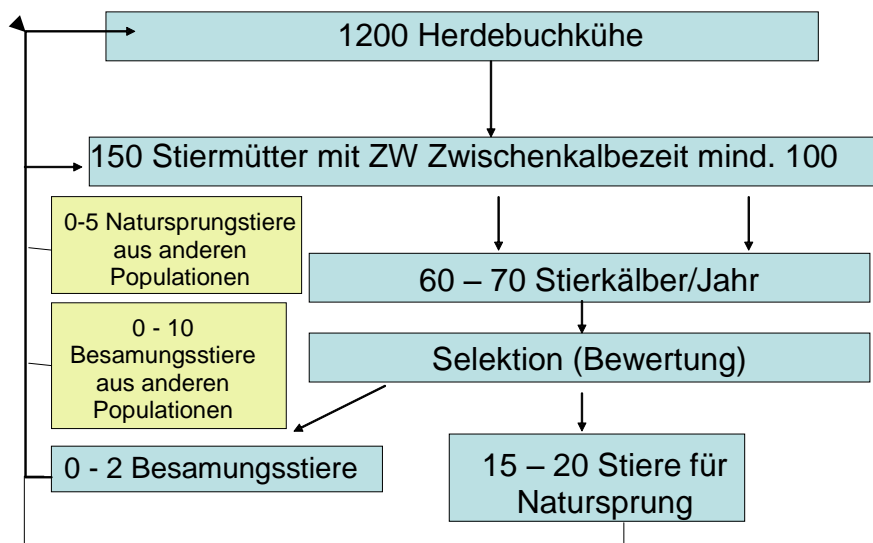 1200 Herdebuchkühe
150 Stiermütter mit ZW Zwischenkalbezeit mind. 100
0-5 Natursprungstiere
aus anderen
Populationen
60 – 70 Stierkälber/Jahr
0 - 10
Besamungsstiere
aus anderen
Populationen
Selektion (Bewertung)
0 - 2 Besamungsstiere
15 – 20 Stiere für
Natursprung